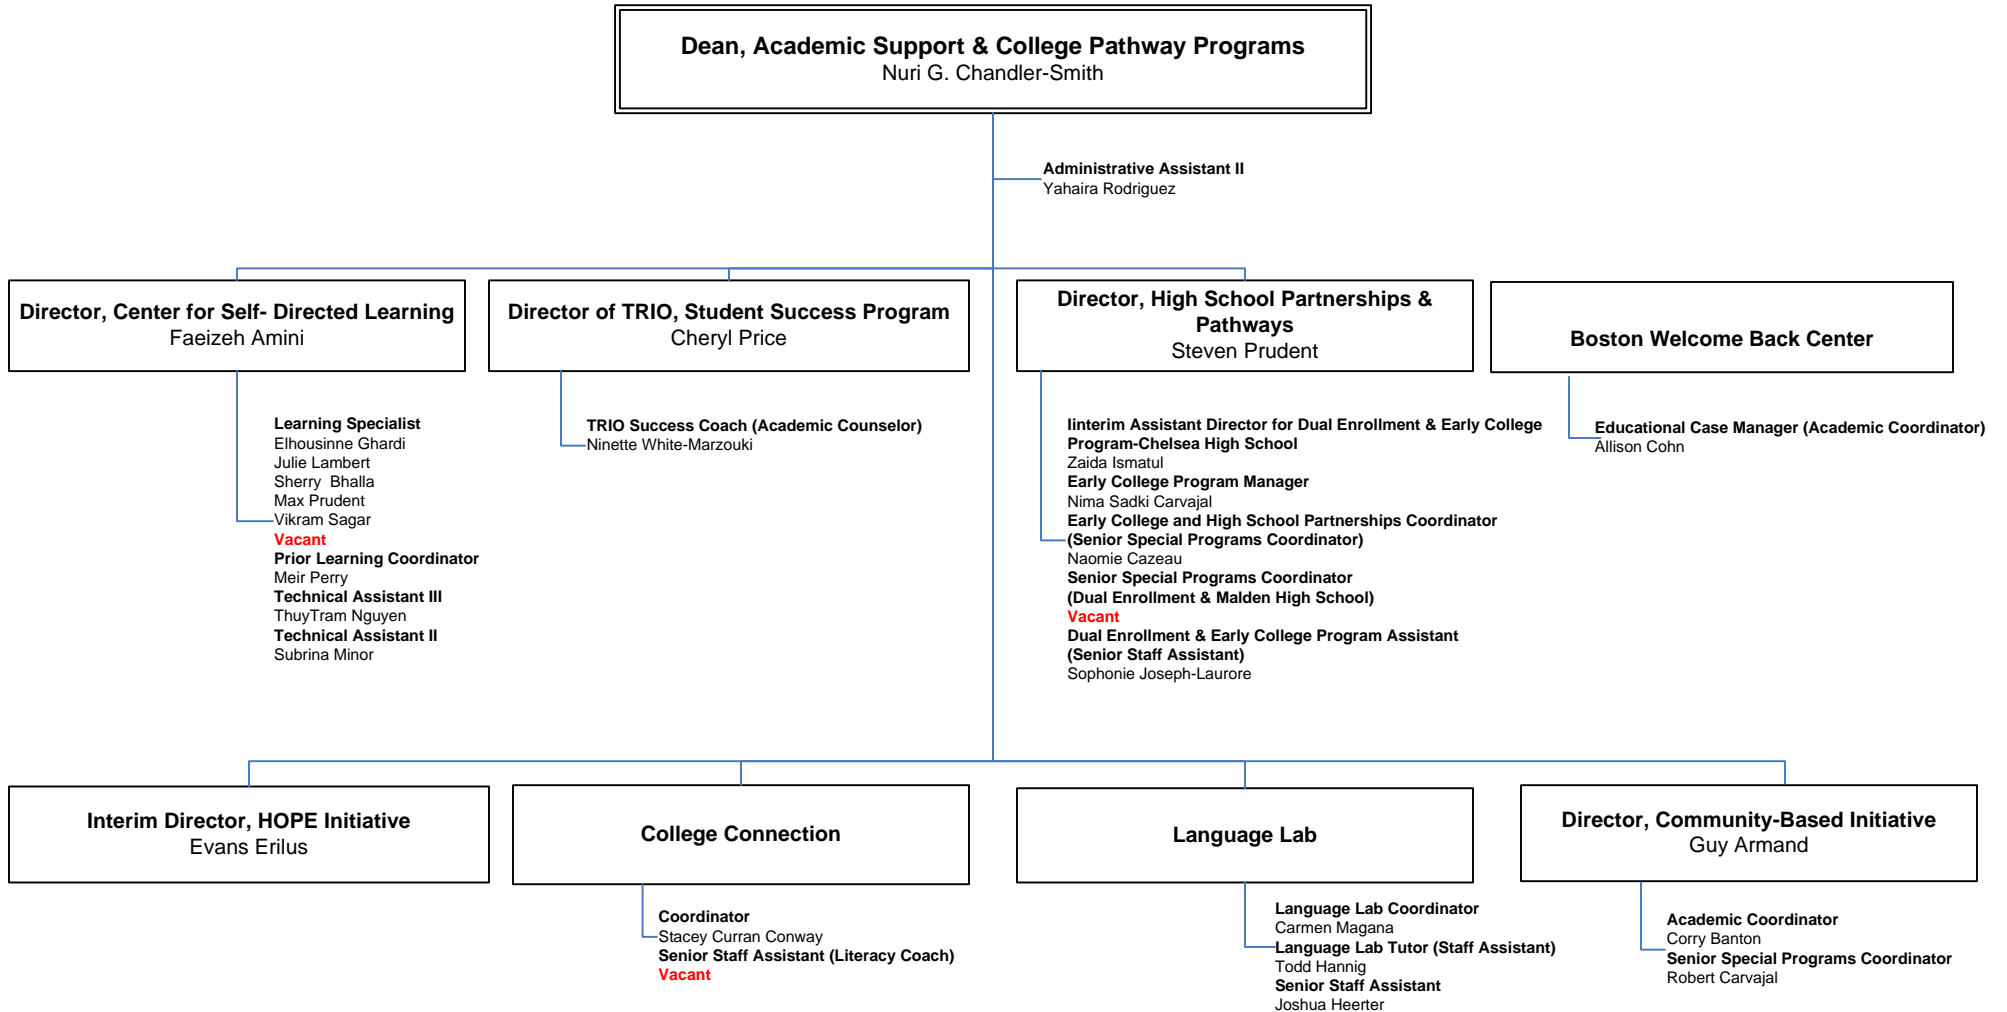 Dean, Academic Support & College Pathway Programs
Nuri G. Chandler-Smith
Administrative Assistant II
Yahaira Rodriguez
Director, Center for Self- Directed Learning
Faeizeh Amini
Director of TRIO, Student Success Program
Cheryl Price
Director, High School Partnerships &
Pathways
Steven Prudent
Boston Welcome Back Center
Learning Specialist
Elhousinne Ghardi
Julie Lambert
Sherry  Bhalla
Max Prudent
Vikram Sagar
Vacant
Prior Learning Coordinator
Meir Perry
Technical Assistant III
ThuyTram Nguyen
Technical Assistant II
Subrina Minor
TRIO Success Coach (Academic Counselor)
Ninette White-Marzouki
Iinterim Assistant Director for Dual Enrollment & Early College
Program-Chelsea High School
Zaida Ismatul
Early College Program Manager
Nima Sadki Carvajal
Early College and High School Partnerships Coordinator
(Senior Special Programs Coordinator)
Naomie Cazeau
Senior Special Programs Coordinator
(Dual Enrollment & Malden High School)
Vacant
Dual Enrollment & Early College Program Assistant
(Senior Staff Assistant)
Sophonie Joseph-Laurore
Educational Case Manager (Academic Coordinator)
Allison Cohn
Interim Director, HOPE Initiative
Evans Erilus
College Connection
Language Lab
Director, Community-Based Initiative
Guy Armand
Coordinator
Stacey Curran Conway
Senior Staff Assistant (Literacy Coach)
Vacant
Language Lab Coordinator
Carmen Magana
Language Lab Tutor (Staff Assistant)
Todd Hannig
Senior Staff Assistant
Joshua Heerter
Academic Coordinator
Corry Banton
Senior Special Programs Coordinator
Robert Carvajal